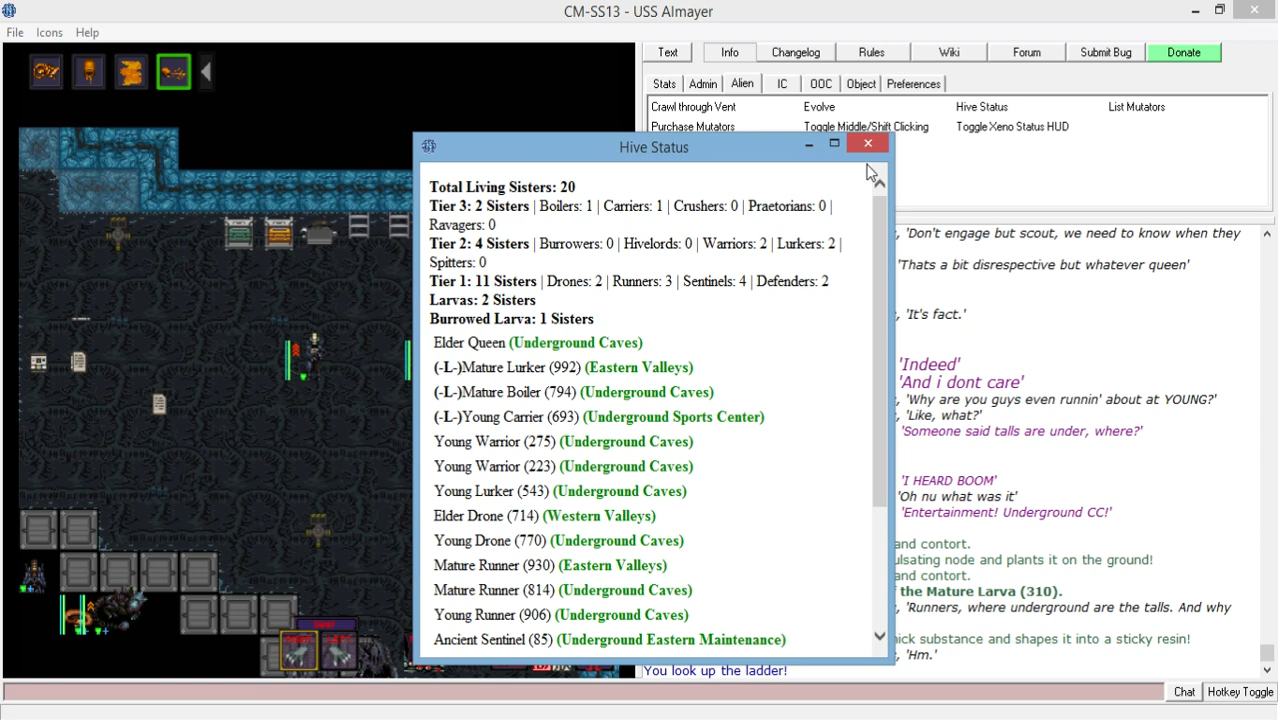 CM-SS13 - USS Almayer
File Icons Help
Text Info Changelog Rules Wiki Forum Submit Bug Donate
Stats Admin Alien IC OOC Object Preferences
Crawl through Vent Evolve Hive Status List Mutators
Purchase Mutators Toggle Middle/Shift Clicking Toggle Xeno Status HUD
Hive Status
Total Living Sisters: 20
Tier 3: 2 Sisters | Boilers: 1 | Carriers: 1 | Crushers: 0 | Praetorians: 0 |
Ravagers: 0
Tier 2: 4 Sisters | Burrowers: 0 | Hivelords: 0 | Warriors: 2 | Lurkers: 2 |
Spitters: 0
Tier 1: 11 Sisters | Drones: 2 | Runners: 3 | Sentinels: 4 | Defenders: 2
Larvas: 2 Sisters
Burrowed Larva: 1 Sisters
Elder Queen (Underground Caves)
(-L-)Mature Lurker (992) (Eastern Valleys)
(-L-)Mature Boiler (794) (Underground Caves)
(-L-)Young Carrier (693) (Underground Sports Center)
Young Warrior (275) (Underground Caves)
Young Warrior (223) (Underground Caves)
Young Lurker (543) (Underground Caves)
Elder Drone (714) (Western Valleys)
Young Drone (770) (Underground Caves)
Mature Runner (930) (Eastern Valleys)
Mature Runner (814) (Underground Caves)
Young Runner (906) (Underground Caves)
Ancient Sentinel (85) (Underground Eastern Maintenance)
, 'Don't engage but scout, we need to know when they
'Thats a bit disrespective but whatever queen'
, 'It's fact.'
'Indeed'
'And i dont care'
, 'Why are you guys even runnin' about at YOUNG?'
, 'Like, what?'
'Someone said talls are under, where?'
'I HEARD BOOM'
'Oh nu what was it'
'Entertainment! Underground CC!'
and contort.
ulsating node and plants it on the ground!
and contort.
the Mature Larva (310).
, 'Runners, where underground are the talls. And why
hick substance and shapes it into a sticky resin!
, 'Hm.'
You look up the ladder!
Chat Hotkey Toggle